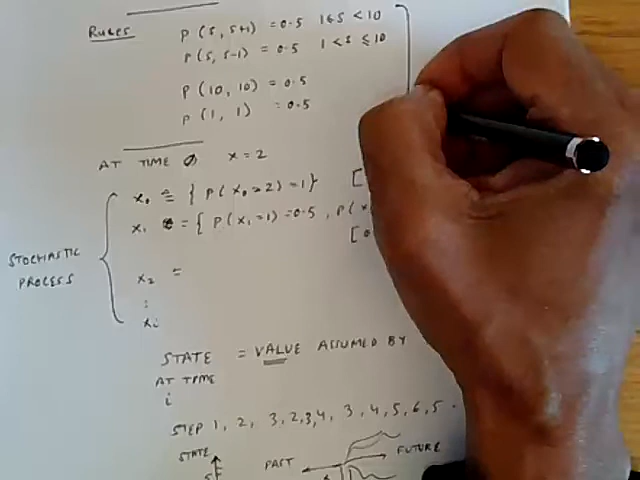 RULES
P(S, S+1) = 0.5 1≤S<10
P(S, S-1) = 0.5 1<S≤10
P(10, 10) = 0.5
P(1, 1) = 0.5
AT TIME 0 X=2
X0 ≙ { P(X0=2)=1}
X1 = { P(X1=1)=0.5, P(X
STOCHASTIC
PROCESS
X2 =
:
Xi
STATE = VALUE ASSUMED BY
AT TIME
i
STEP 1, 2, 3,2,3,4, 3, 4,5,6,5
STATE
PAST FUTURE